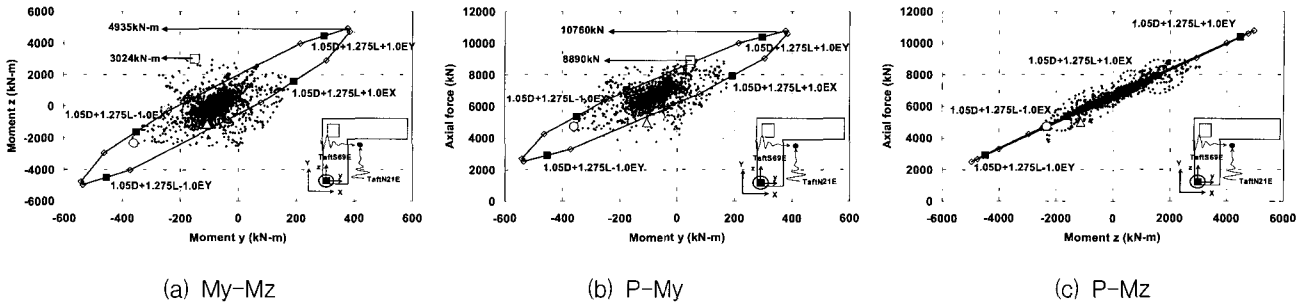 6000
4000
2000
0
-2000
-4000
6000
-600
-400
-200
0
200
400
600
Moment z (kN-m)
Moment y (kN-m)
4935kN-m
3024kN-m
1.05D+1.275L+1.0EY
1.05D+1.275L+1.0EX
1.05D+1.275L-1.0EX
1.05D+1.275L-1.0EY
TaftS69E
TaftN21E
Y
z
y
X
(a) My-Mz
12000
10000
8000
6000
4000
2000
0
-600
-400
-200
0
200
400
600
Axial force (kN)
Moment y (kN-m)
10760kN
8890kN
1.05D+1.275L+1.0EY
1.05D+1.275L+1.0EX
1.05D+1.275L-1.0EX
1.05D+1.275L-1.0EY
TaftS69E
TaftN21E
Y
z
y
X
(b) P-My
12000
10000
8000
6000
4000
2000
0
6000
-4000
-2000
0
2000
4000
6000
Axial force (kN)
Moment z (kN-m)
1.05D+1.275L+1.0EY
1.05D+1.275L+1.0EX
1.05D+1.275L-1.0EX
1.05D+1.275L-1.0EY
TaftS69E
TaftN21E
Y
z
y
X
(c) P-Mz